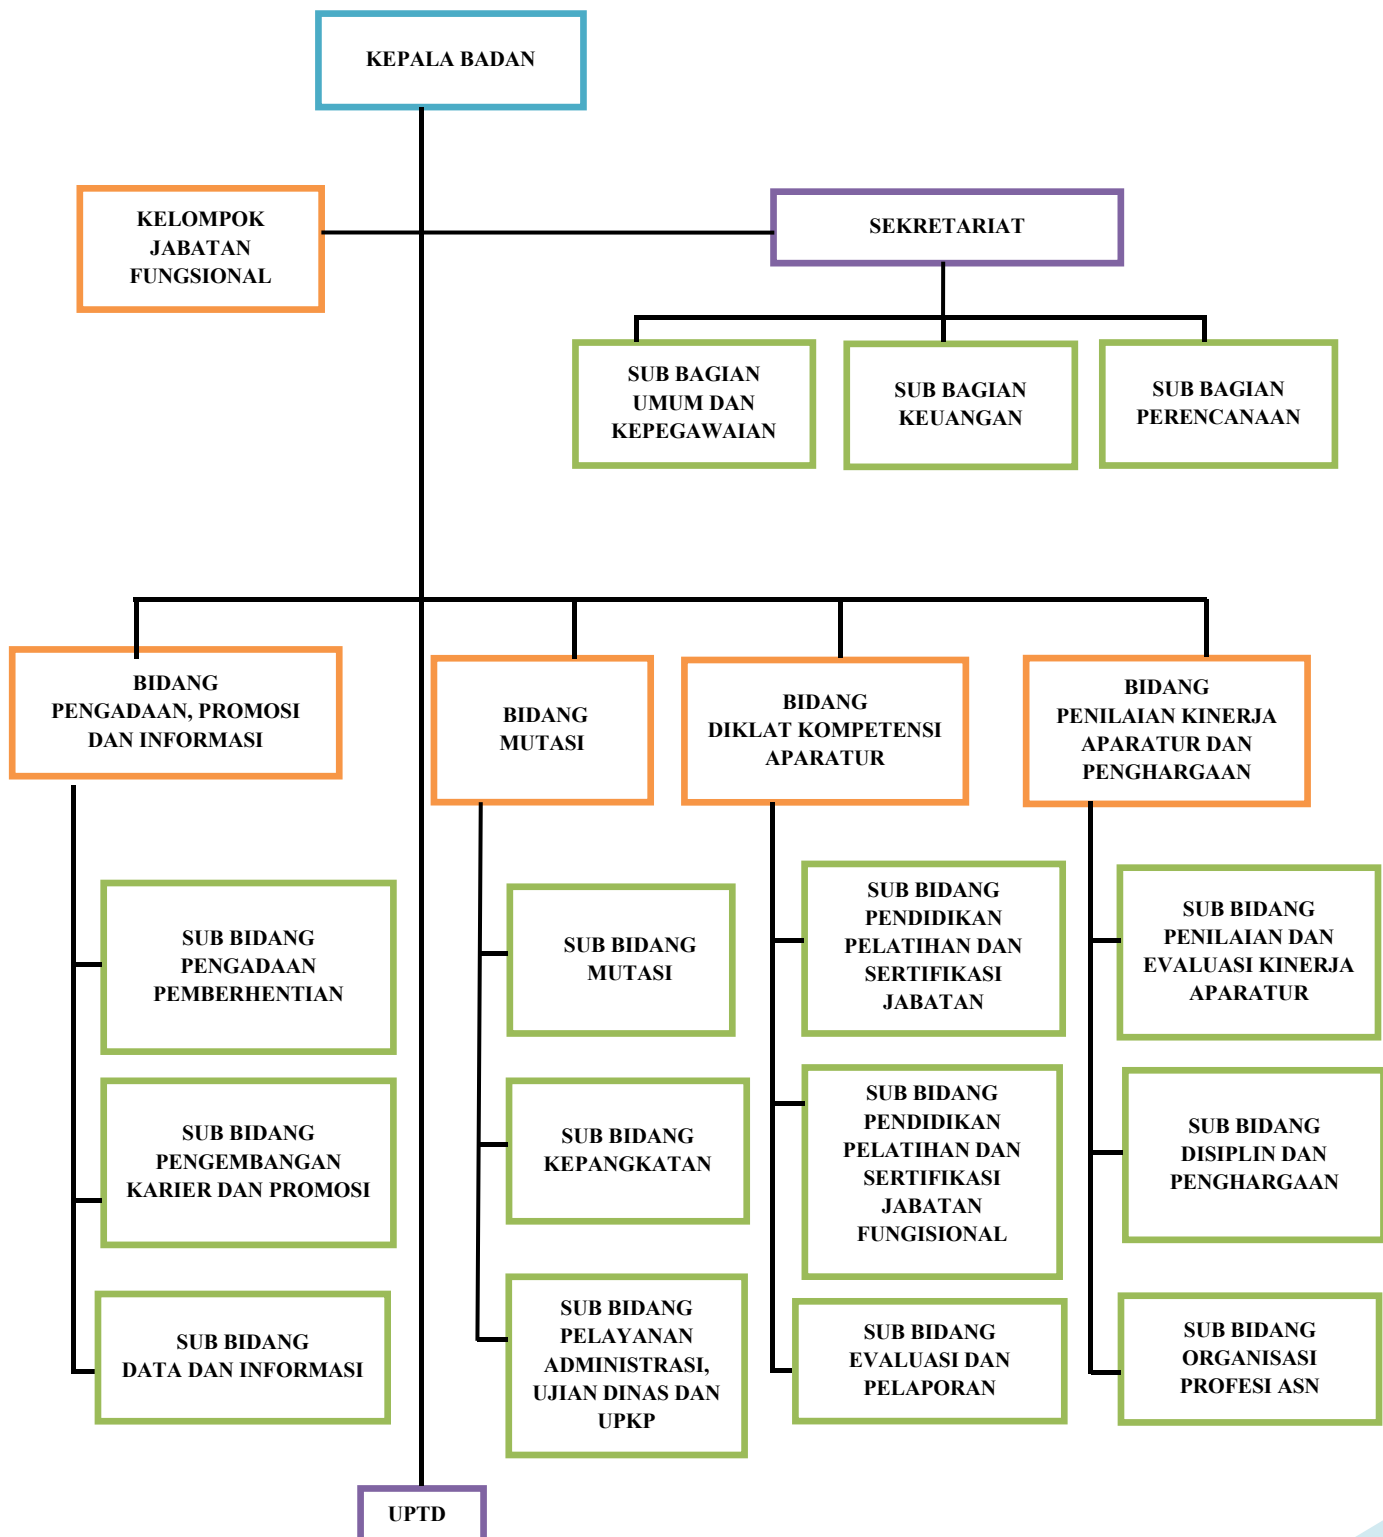 KEPALA BADAN
KELOMPOK
JABATAN
FUNGSIONAL
SEKRETARIAT
SUB BAGIAN
UMUM DAN
KEPEGAWAIAN
SUB BAGIAN
KEUANGAN
SUB BAGIAN
PERENCANAAN
BIDANG
PENGADAAN, PROMOSI
DAN INFORMASI
BIDANG
MUTASI
BIDANG
DIKLAT KOMPETENSI
APARATUR
BIDANG
PENILAIAN KINERJA
APARATUR DAN
PENGHARGAAN
SUB BIDANG
PENGADAAN
PEMBERHENTIAN
SUB BIDANG
MUTASI
SUB BIDANG
PENDIDIKAN
PELATIHAN DAN
SERTIFIKASI
JABATAN
SUB BIDANG
PENILAIAN DAN
EVALUASI KINERJA
APARATUR
SUB BIDANG
PENGEMBANGAN
KARIER DAN PROMOSI
SUB BIDANG
KEPANGKATAN
SUB BIDANG
PENDIDIKAN
PELATIHAN DAN
SERTIFIKASI
JABATAN
FUNGISIONAL
SUB BIDANG
DISIPLIN DAN
PENGHARGAAN
SUB BIDANG
DATA DAN INFORMASI
SUB BIDANG
PELAYANAN
ADMINISTRASI,
UJIAN DINAS DAN
UPKP
SUB BIDANG
EVALUASI DAN
PELAPORAN
SUB BIDANG
ORGANISASI
PROFESI ASN
UPTD